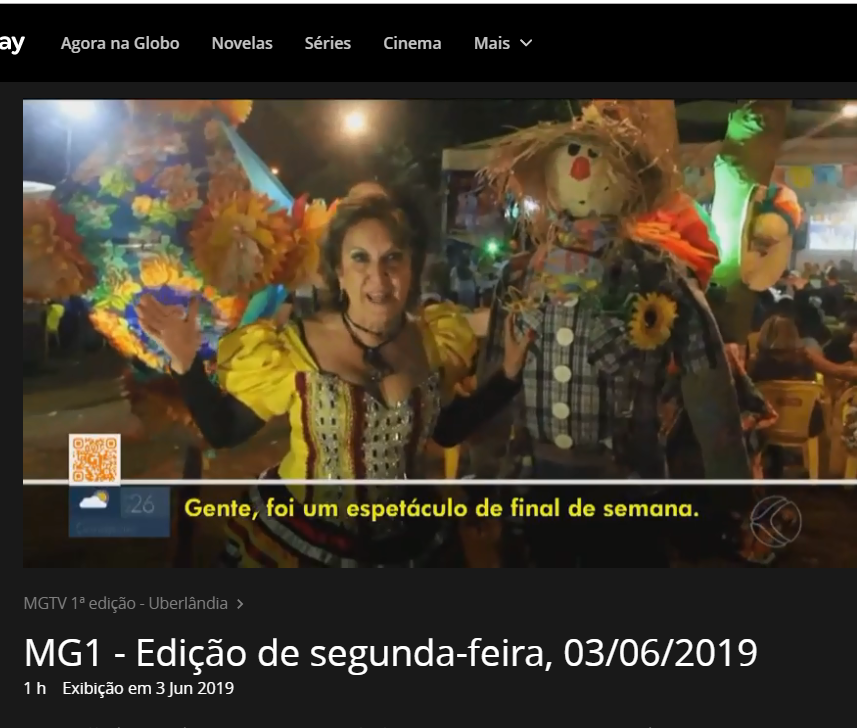 ay
Agora na Globo Novelas Séries Cinema Mais
26
Gente, foi um espetáculo de final de semana.
MGTV 1ª edição - Uberlândia
MG1 - Edição de segunda-feira, 03/06/2019
1 h Exibição em 3 Jun 2019